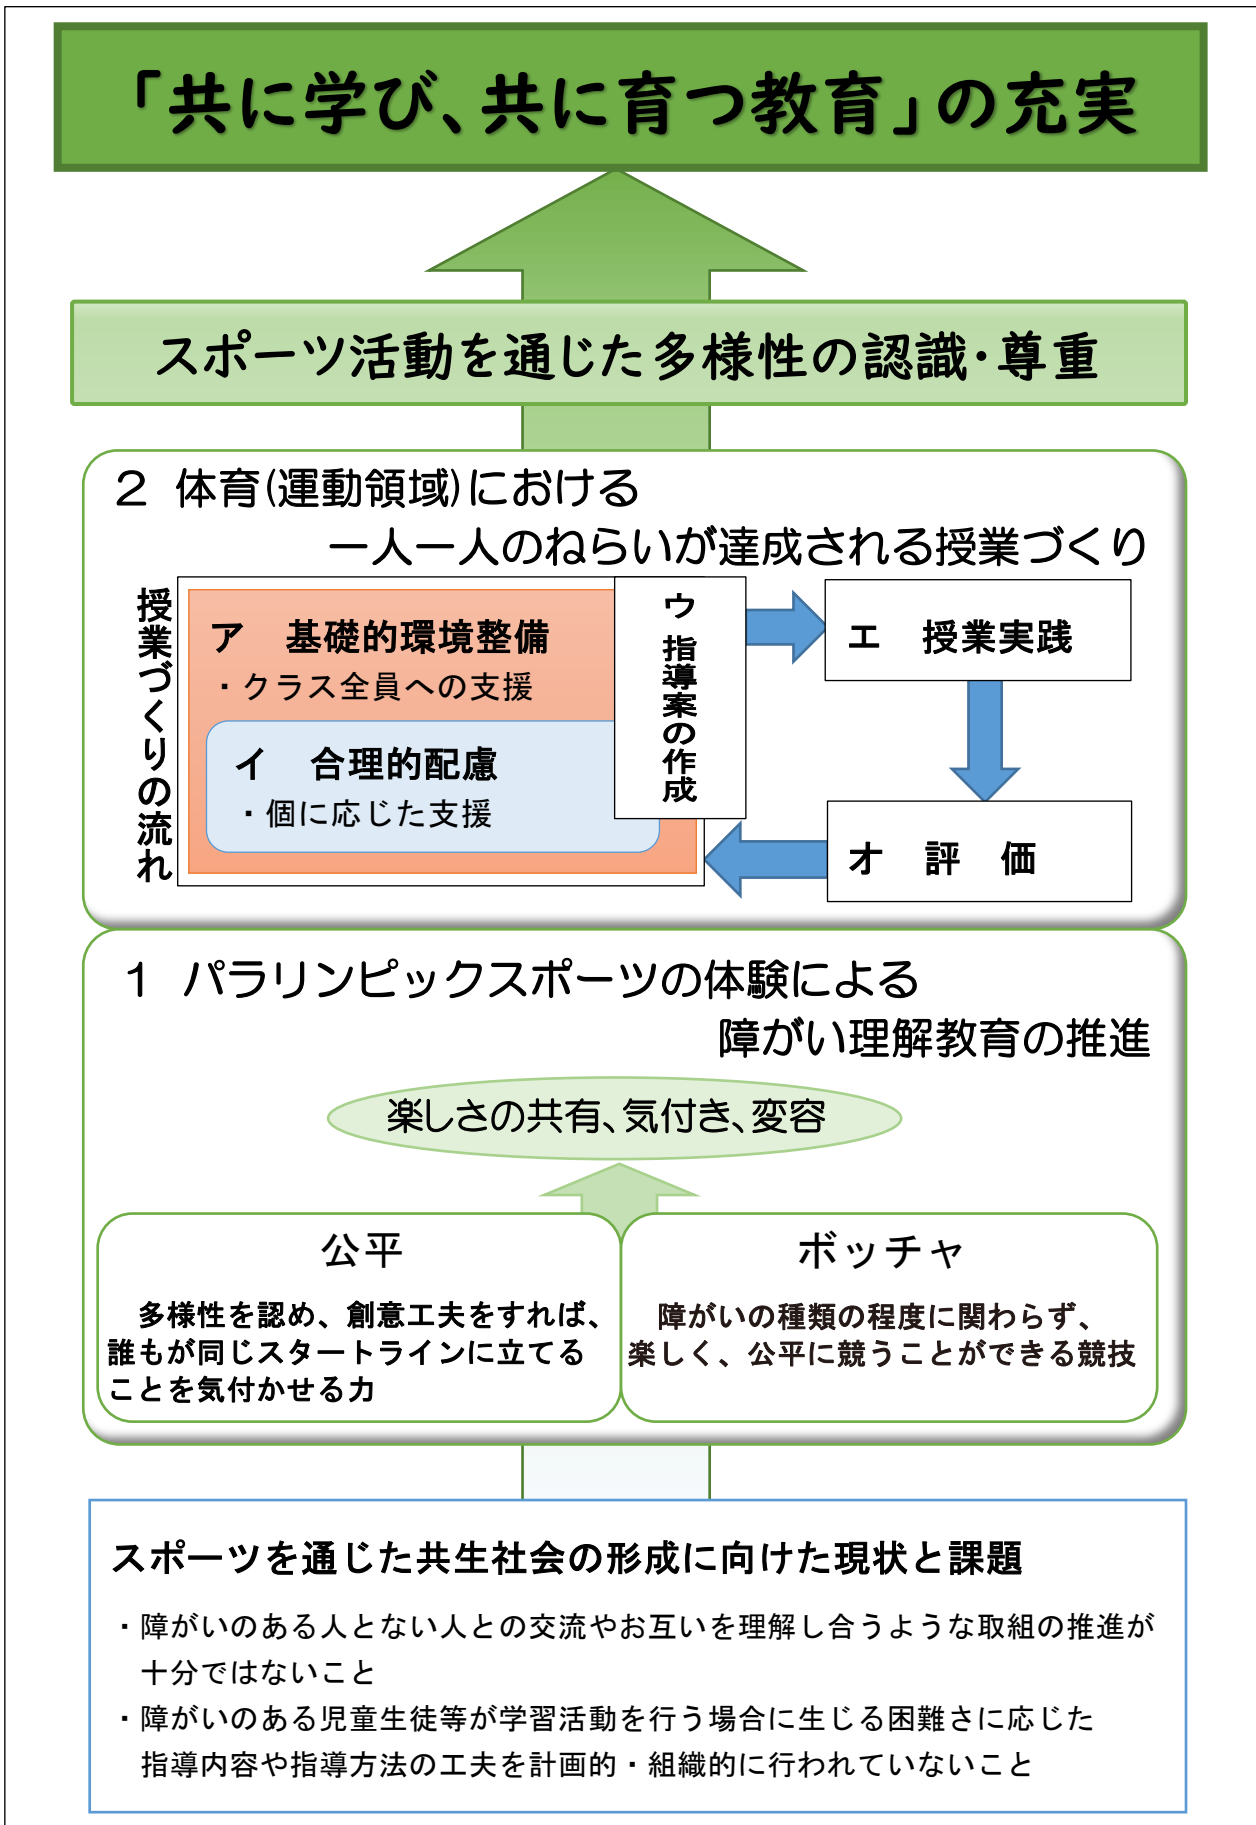 「共に学び、共に育つ教育」の充実
スポーツ活動を通じた多様性の認識・尊重
２ 体育(運動領域)における
一人一人のねらいが達成される授業づくり
授業づくりの流れ
ア　基礎的環境整備
・クラス全員への支援
イ　合理的配慮
・個に応じた支援
ウ 指導案の作成
エ　授業実践
オ　評　価
１ パラリンピックスポーツの体験による
障がい理解教育の推進
楽しさの共有、気付き、変容
公平
多様性を認め、創意工夫をすれば、
誰もが同じスタートラインに立てる
ことを気付かせる力
ボッチャ
障がいの種類の程度に関わらず、
楽しく、公平に競うことができる競技
スポーツを通じた共生社会の形成に向けた現状と課題
・障がいのある人とない人との交流やお互いを理解し合うような取組の推進が
十分ではないこと
・障がいのある児童生徒等が学習活動を行う場合に生じる困難さに応じた
指導内容や指導方法の工夫を計画的・組織的に行われていないこと